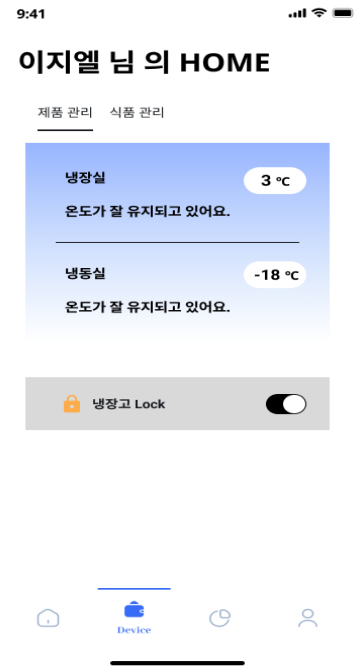 9:41
이지엘 님 의 HOME
제품 관리 식품 관리
냉장실 3 °C
온도가 잘 유지되고 있어요.
냉동실 -18 °C
온도가 잘 유지되고 있어요.
냉장고 Lock
Device